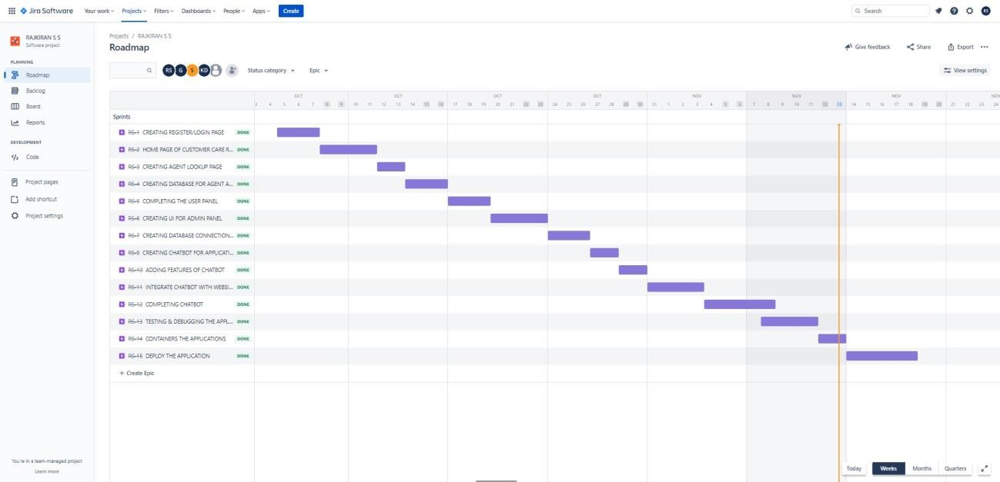 Jira Software Your work Projects Filters Dashboards People Apps Create Search RS
RAJKIRAN S S
Software project
PLANNING
Roadmap
Backlog
Board
Reports
DEVELOPMENT
Code
Project pages
Add shortcut
Project settings
You're in a team-managed project
Learn more
Projects / RAJKIRAN S S
Roadmap
Give feedback Share Export
RS G S KD Status category Epic View settings
OCT OCT OCT OCT NOV NOV NOV NOV
3 4 5 6 7 8 9 10 11 12 13 14 15 16 17 18 19 20 21 22 23 24 25 26 27 28 29 30 31 1 2 3 4 5 6 7 8 9 10 11 12 13 14 15 16 17 18 19 20 21 22 23 24
Sprints
RS-1 CREATING REGISTER/LOGIN PAGE DONE
RS-2 HOME PAGE OF CUSTOMER CARE R... DONE
RS-3 CREATING AGENT LOOKUP PAGE DONE
RS-4 CREATING DATABASE FOR AGENT A... DONE
RS-5 COMPLETING THE USER PANEL DONE
RS-6 CREATING UI FOR ADMIN PANEL DONE
RS-7 CREATING DATABASE CONNECTION... DONE
RS-9 CREATING CHATBOT FOR APPLICATI... DONE
RS-10 ADDING FEATURES OF CHATBOT DONE
RS-11 INTEGRATE CHATBOT WITH WEBSI... DONE
RS-12 COMPLETING CHATBOT DONE
RS-13 TESTING & DEBUGGING THE APPL... DONE
RS-14 CONTAINERS THE APPLICATIONS DONE
RS-15 DEPLOY THE APPLICATION DONE
+ Create Epic
Today Weeks Months Quarters